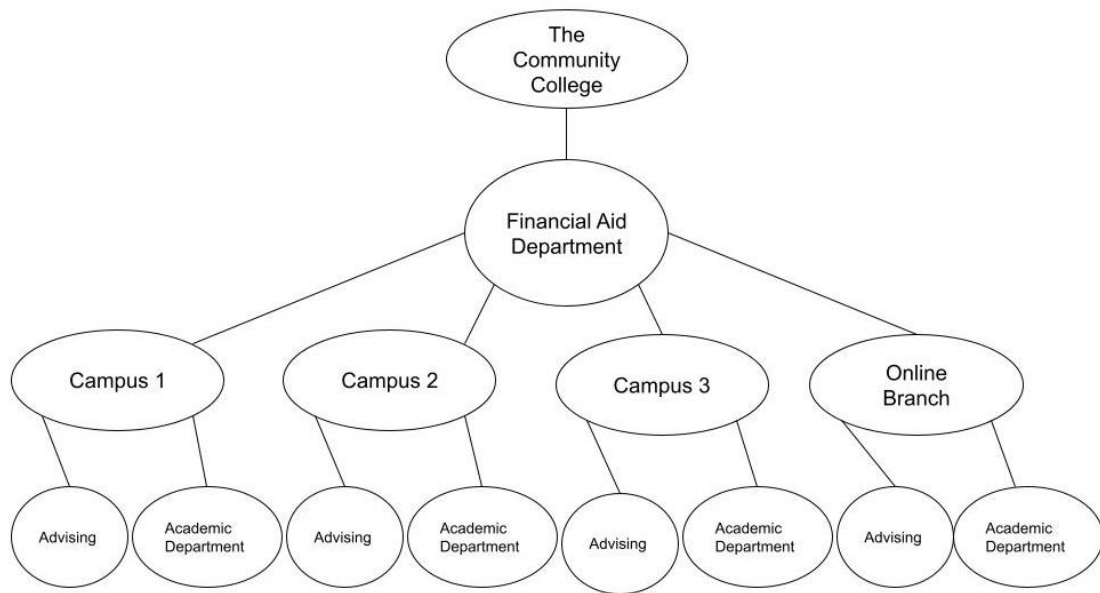 The
Community
College
Financial Aid
Department
Campus 1
Campus 2
Campus 3
Online
Branch
Advising
Academic
Department
Advising
Academic
Department
Advising
Academic
Department
Advising
Academic
Department